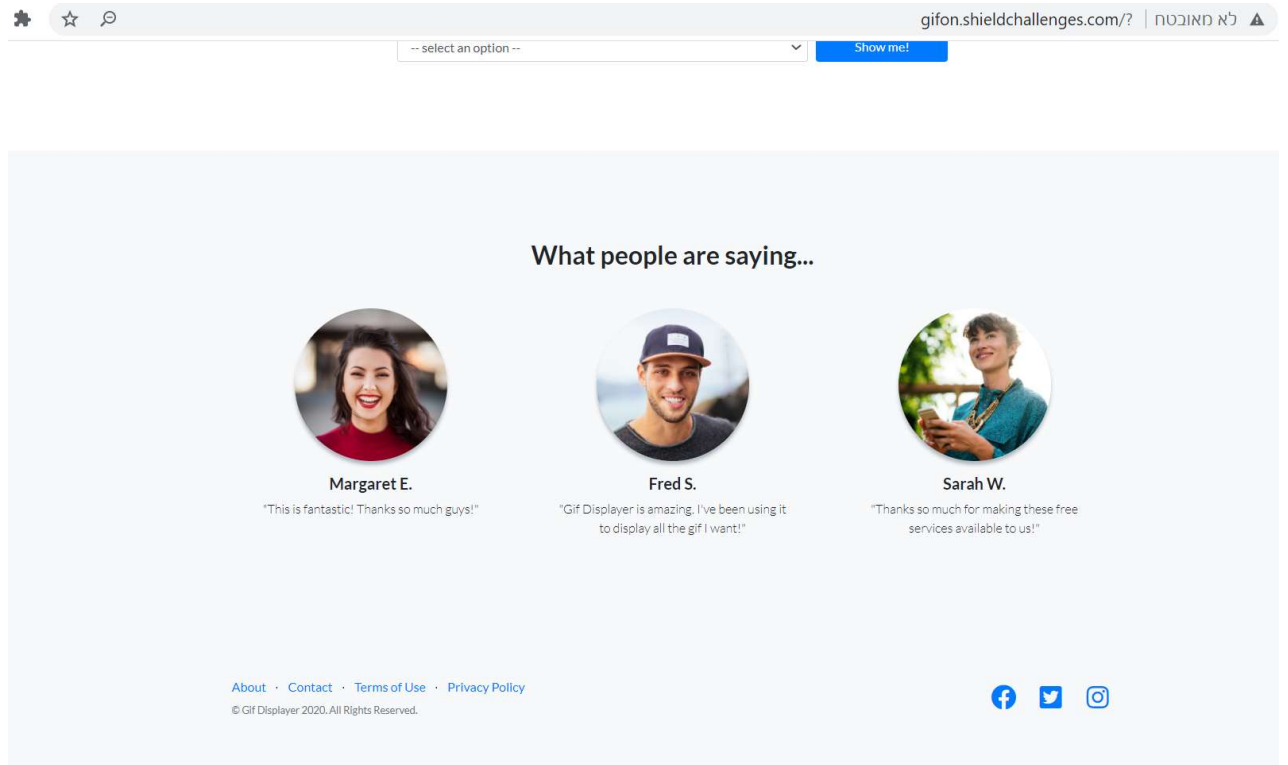 gifon.shieldchallenges.com/? לא מאובטח
-- select an option --
Show me!
What people are saying...
Margaret E.
"This is fantastic! Thanks so much guys!"
Fred S.
"Gif Displayer is amazing. I've been using it
to display all the gif I want!"
Sarah W.
"Thanks so much for making these free
services available to us!"
About · Contact · Terms of Use · Privacy Policy
© Gif Displayer 2020. All Rights Reserved.